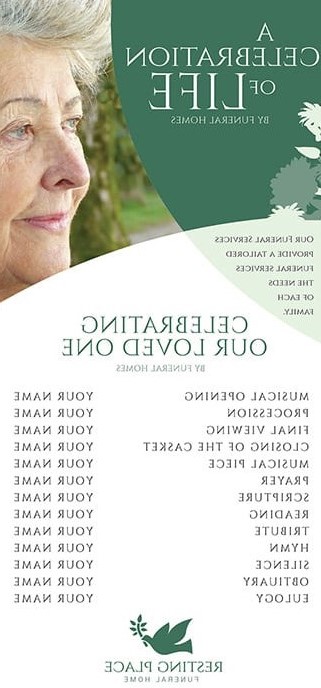 A
CELEBRATION
OF LIFE
BY FUNERAL HOMES
OUR FUNERAL SERVICES
PROVIDE A TAILORED
FUNERAL SERVICES
THE NEEDS
OF EACH OF
FAMILY.
CELEBRATING
OUR LOVED ONE
BY FUNERAL HOMES
MUSICAL OPENING YOUR NAME
PROCESSION YOUR NAME
FINAL VIEWING YOUR NAME
CLOSING OF THE CASKET YOUR NAME
MUSICAL PIECE YOUR NAME
PRAYER YOUR NAME
SCRIPTURE YOUR NAME
READING YOUR NAME
TRIBUTE YOUR NAME
HYMN YOUR NAME
SILENCE YOUR NAME
OBTIUARY YOUR NAME
EULOGY YOUR NAME
RESTING PLACE
FUNERAL HOME